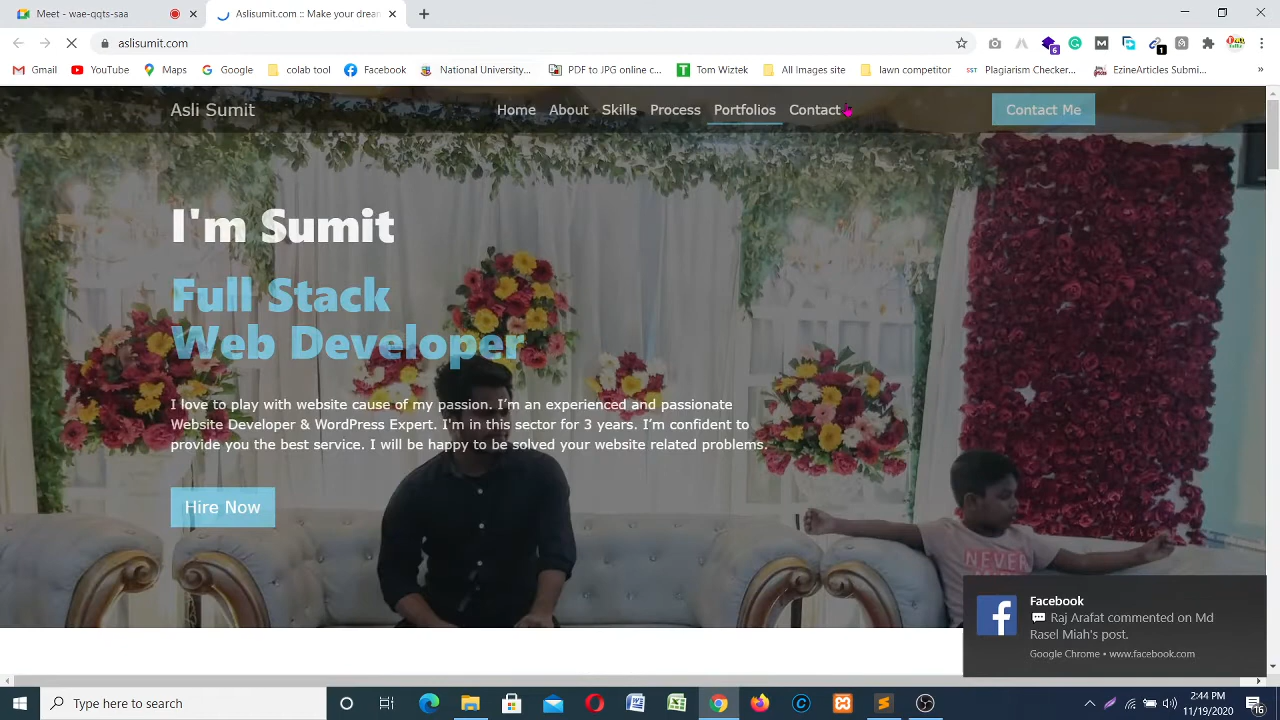 Meet - wae-qqts-saa
Aslisumit.com :: Make your drean
aslisumit.com
6
1
Gmail
YouTube
Maps
Google
colab tool
Facebook
National University...
PDF to JPG online c...
T Tom Wiztek
All Images site
lawn competitor
SST Plagiarism Checker...
EzineArticles Submi...
»
Asli Sumit
Home
About
Skills
Process
Portfolios
Contact
Contact Me
I'm Sumit
Full Stack
Web Developer
I love to play with website cause of my passion. I'm an experienced and passionate
Website Developer & WordPress Expert. I'm in this sector for 3 years. I'm confident to
provide you the best service. I will be happy to be solved your website related problems.
Hire Now
NEVER
Facebook
Raj Arafat commented on Md
Rasel Miah's post.
Google Chrome • www.facebook.com
Type here to search
2:44 PM
11/19/2020
16